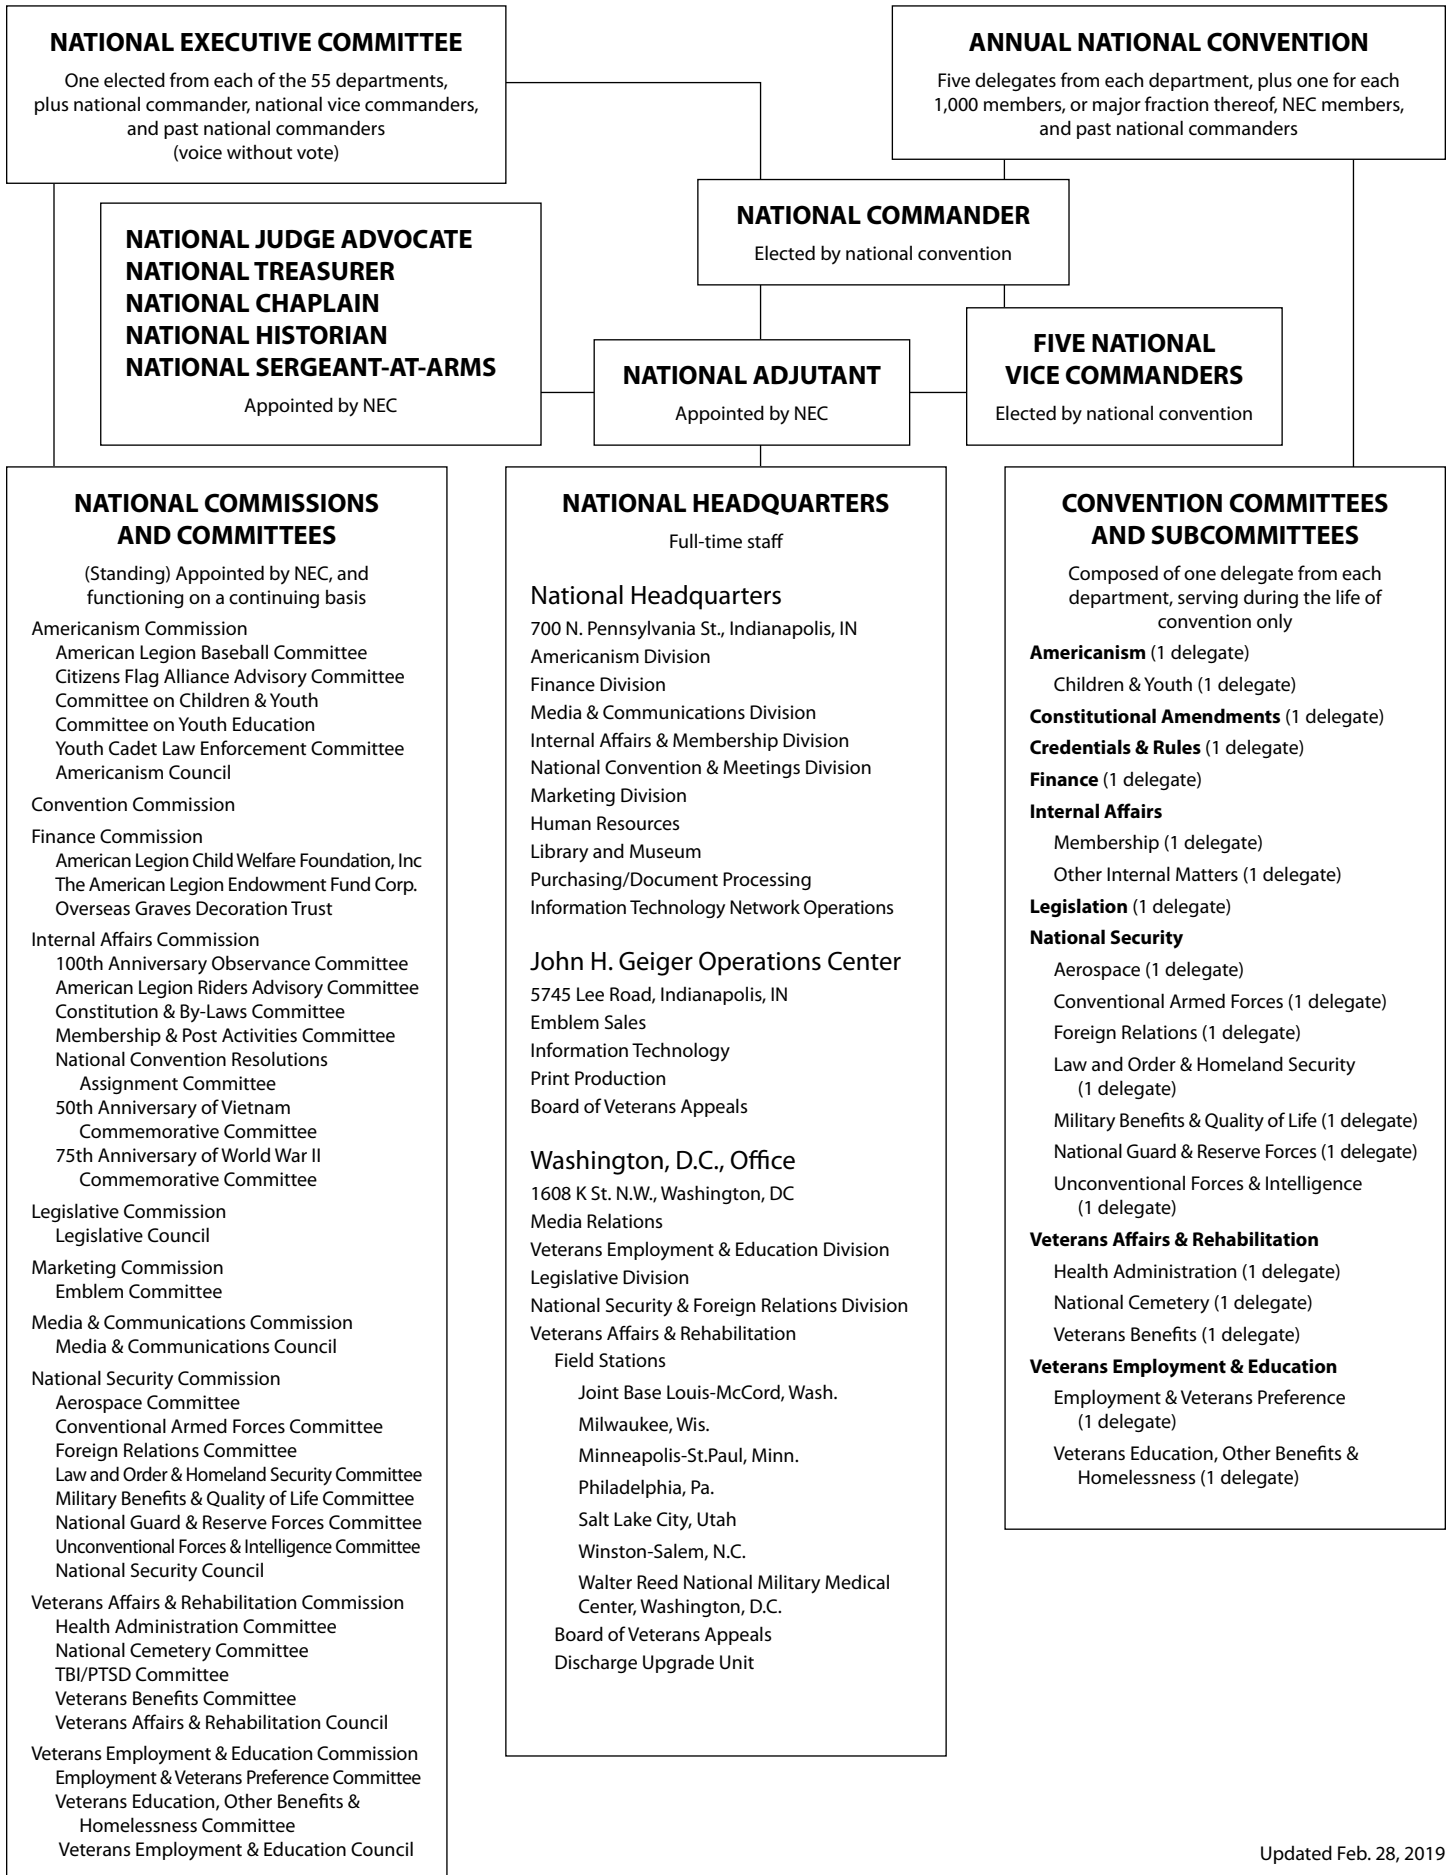 NATIONAL EXECUTIVE COMMITTEE
One elected from each of the 55 departments,
plus national commander, national vice commanders,
and past national commanders
(voice without vote)
ANNUAL NATIONAL CONVENTION
Five delegates from each department, plus one for each
1,000 members, or major fraction thereof, NEC members,
and past national commanders
NATIONAL COMMANDER
Elected by national convention
NATIONAL JUDGE ADVOCATE
NATIONAL TREASURER
NATIONAL CHAPLAIN
NATIONAL HISTORIAN
NATIONAL SERGEANT-AT-ARMS
Appointed by NEC
NATIONAL ADJUTANT
Appointed by NEC
FIVE NATIONAL
VICE COMMANDERS
Elected by national convention
NATIONAL COMMISSIONS
AND COMMITTEES
(Standing) Appointed by NEC, and
functioning on a continuing basis
Americanism Commission
American Legion Baseball Committee
Citizens Flag Alliance Advisory Committee
Committee on Children & Youth
Committee on Youth Education
Youth Cadet Law Enforcement Committee
Americanism Council
Convention Commission
Finance Commission
American Legion Child Welfare Foundation, Inc
The American Legion Endowment Fund Corp.
Overseas Graves Decoration Trust
Internal Affairs Commission
100th Anniversary Observance Committee
American Legion Riders Advisory Committee
Constitution & By-Laws Committee
Membership & Post Activities Committee
National Convention Resolutions
Assignment Committee
50th Anniversary of Vietnam
Commemorative Committee
75th Anniversary of World War II
Commemorative Committee
Legislative Commission
Legislative Council
Marketing Commission
Emblem Committee
Media & Communications Commission
Media & Communications Council
National Security Commission
Aerospace Committee
Conventional Armed Forces Committee
Foreign Relations Committee
Law and Order & Homeland Security Committee
Military Benefits & Quality of Life Committee
National Guard & Reserve Forces Committee
Unconventional Forces & Intelligence Committee
National Security Council
Veterans Affairs & Rehabilitation Commission
Health Administration Committee
National Cemetery Committee
TBI/PTSD Committee
Veterans Benefits Committee
Veterans Affairs & Rehabilitation Council
Veterans Employment & Education Commission
Employment & Veterans Preference Committee
Veterans Education, Other Benefits &
Homelessness Committee
Veterans Employment & Education Council
NATIONAL HEADQUARTERS
Full-time staff
National Headquarters
700 N. Pennsylvania St., Indianapolis, IN
Americanism Division
Finance Division
Media & Communications Division
Internal Affairs & Membership Division
National Convention & Meetings Division
Marketing Division
Human Resources
Library and Museum
Purchasing/Document Processing
Information Technology Network Operations
John H. Geiger Operations Center
5745 Lee Road, Indianapolis, IN
Emblem Sales
Information Technology
Print Production
Board of Veterans Appeals
Washington, D.C., Office
1608 K St. N.W., Washington, DC
Media Relations
Veterans Employment & Education Division
Legislative Division
National Security & Foreign Relations Division
Veterans Affairs & Rehabilitation
Field Stations
Joint Base Louis-McCord, Wash.
Milwaukee, Wis.
Minneapolis-St.Paul, Minn.
Philadelphia, Pa.
Salt Lake City, Utah
Winston-Salem, N.C.
Walter Reed National Military Medical
Center, Washington, D.C.
Board of Veterans Appeals
Discharge Upgrade Unit
CONVENTION COMMITTEES
AND SUBCOMMITTEES
Composed of one delegate from each
department, serving during the life of
convention only
Americanism (1 delegate)
Children & Youth (1 delegate)
Constitutional Amendments (1 delegate)
Credentials & Rules (1 delegate)
Finance (1 delegate)
Internal Affairs
Membership (1 delegate)
Other Internal Matters (1 delegate)
Legislation (1 delegate)
National Security
Aerospace (1 delegate)
Conventional Armed Forces (1 delegate)
Foreign Relations (1 delegate)
Law and Order & Homeland Security
(1 delegate)
Military Benefits & Quality of Life (1 delegate)
National Guard & Reserve Forces (1 delegate)
Unconventional Forces & Intelligence
(1 delegate)
Veterans Affairs & Rehabilitation
Health Administration (1 delegate)
National Cemetery (1 delegate)
Veterans Benefits (1 delegate)
Veterans Employment & Education
Employment & Veterans Preference
(1 delegate)
Veterans Education, Other Benefits &
Homelessness (1 delegate)
Updated Feb. 28, 2019